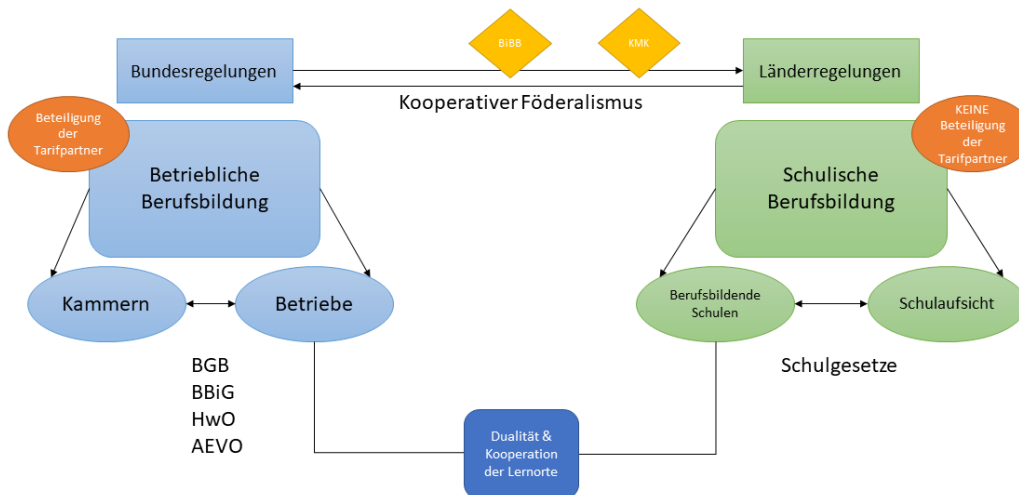 BiBB
KMK
Bundesregelungen
Länderregelungen
Kooperativer Föderalismus
Beteiligung
der
Tarifpartner
KEINE
Beteiligung
der
Tarifpartner
Betriebliche
Berufsbildung
Schulische
Berufsbildung
Kammern
Betriebe
Berufsbildende
Schulen
Schulaufsicht
BGB
BBiG
HwO
AEVO
Schulgesetze
Dualität &
Kooperation
der Lernorte